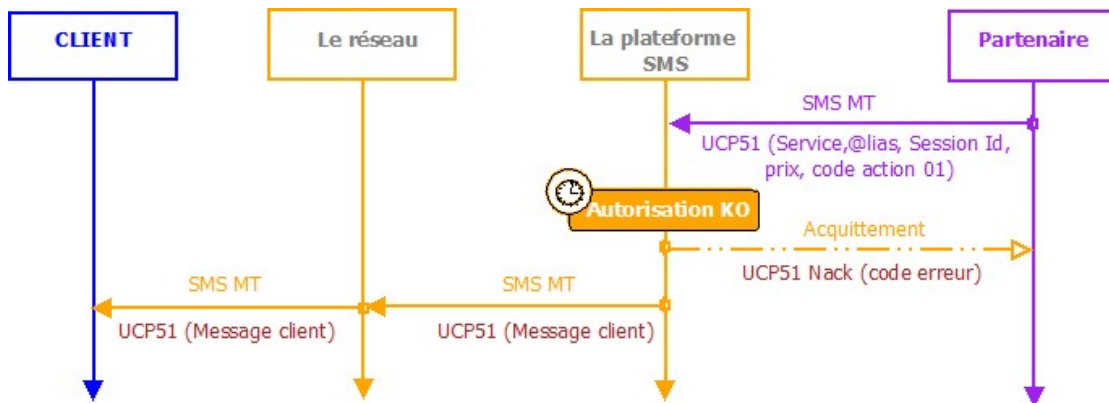 CLIENT
Le réseau
La plateforme
SMS
Partenaire
SMS MT
UCP51 (Service,@lias, Session Id,
prix, code action 01)
Autorisation KO
Acquittement
UCP51 Nack (code erreur)
SMS MT
SMS MT
UCP51 (Message client)
UCP51 (Message client)